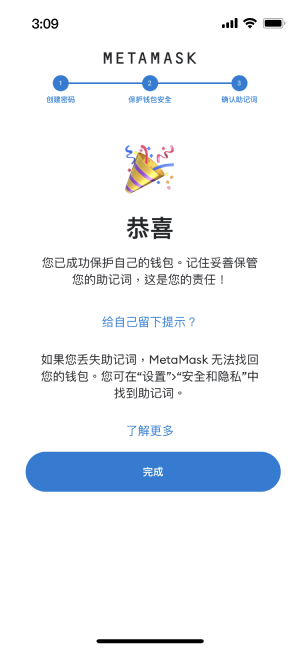 3:09
METAMASK
1 2 3
创建密码 保护钱包安全 确认助记词
恭喜
您已成功保护自己的钱包。记住妥善保管
您的助记词，这是您的责任！
给自己留下提示？
如果您丢失助记词，MetaMask 无法找回
您的钱包。您可在“设置”>“安全和隐私”中
找到助记词。
了解更多
完成